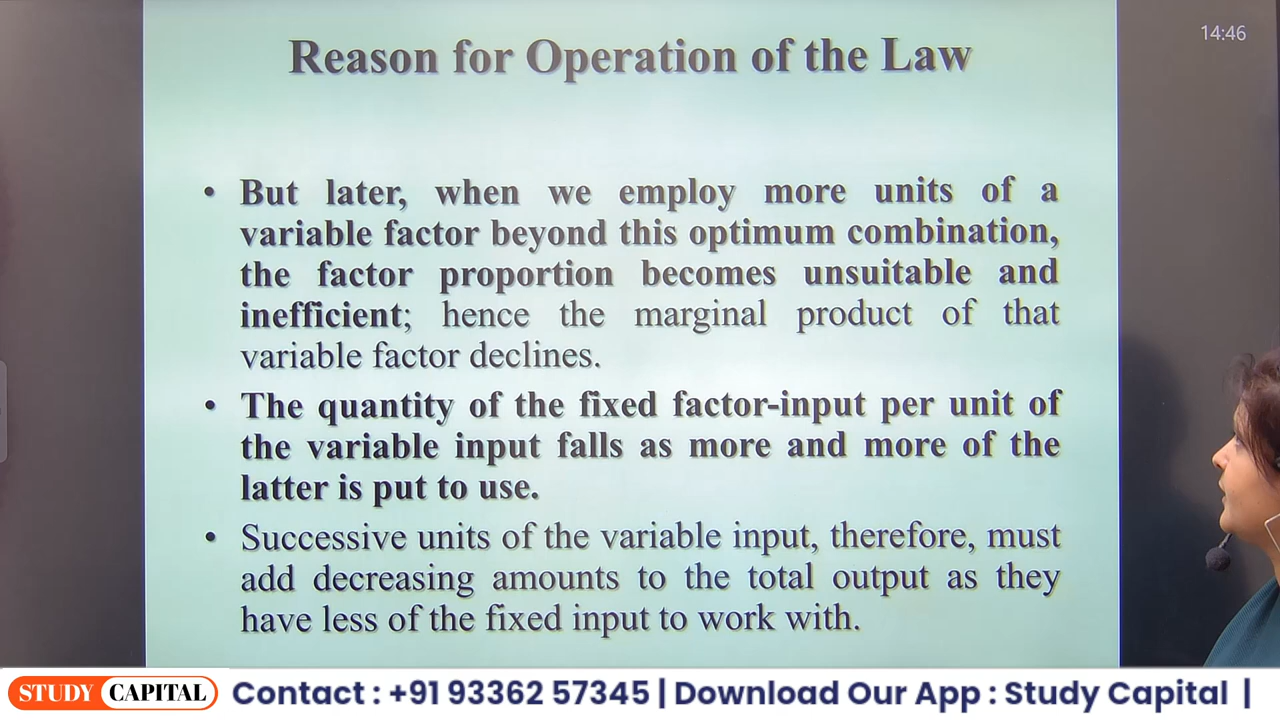 14:46
Reason for Operation of the Law
• But later, when we employ more units of a
variable factor beyond this optimum combination,
the factor proportion becomes unsuitable and
inefficient; hence the marginal product of that
variable factor declines.
• The quantity of the fixed factor-input per unit of
the variable input falls as more and more of the
latter is put to use.
• Successive units of the variable input, therefore, must
add decreasing amounts to the total output as they
have less of the fixed input to work with.
STUDY CAPITAL Contact : +91 93362 57345 | Download Our App : Study Capital |